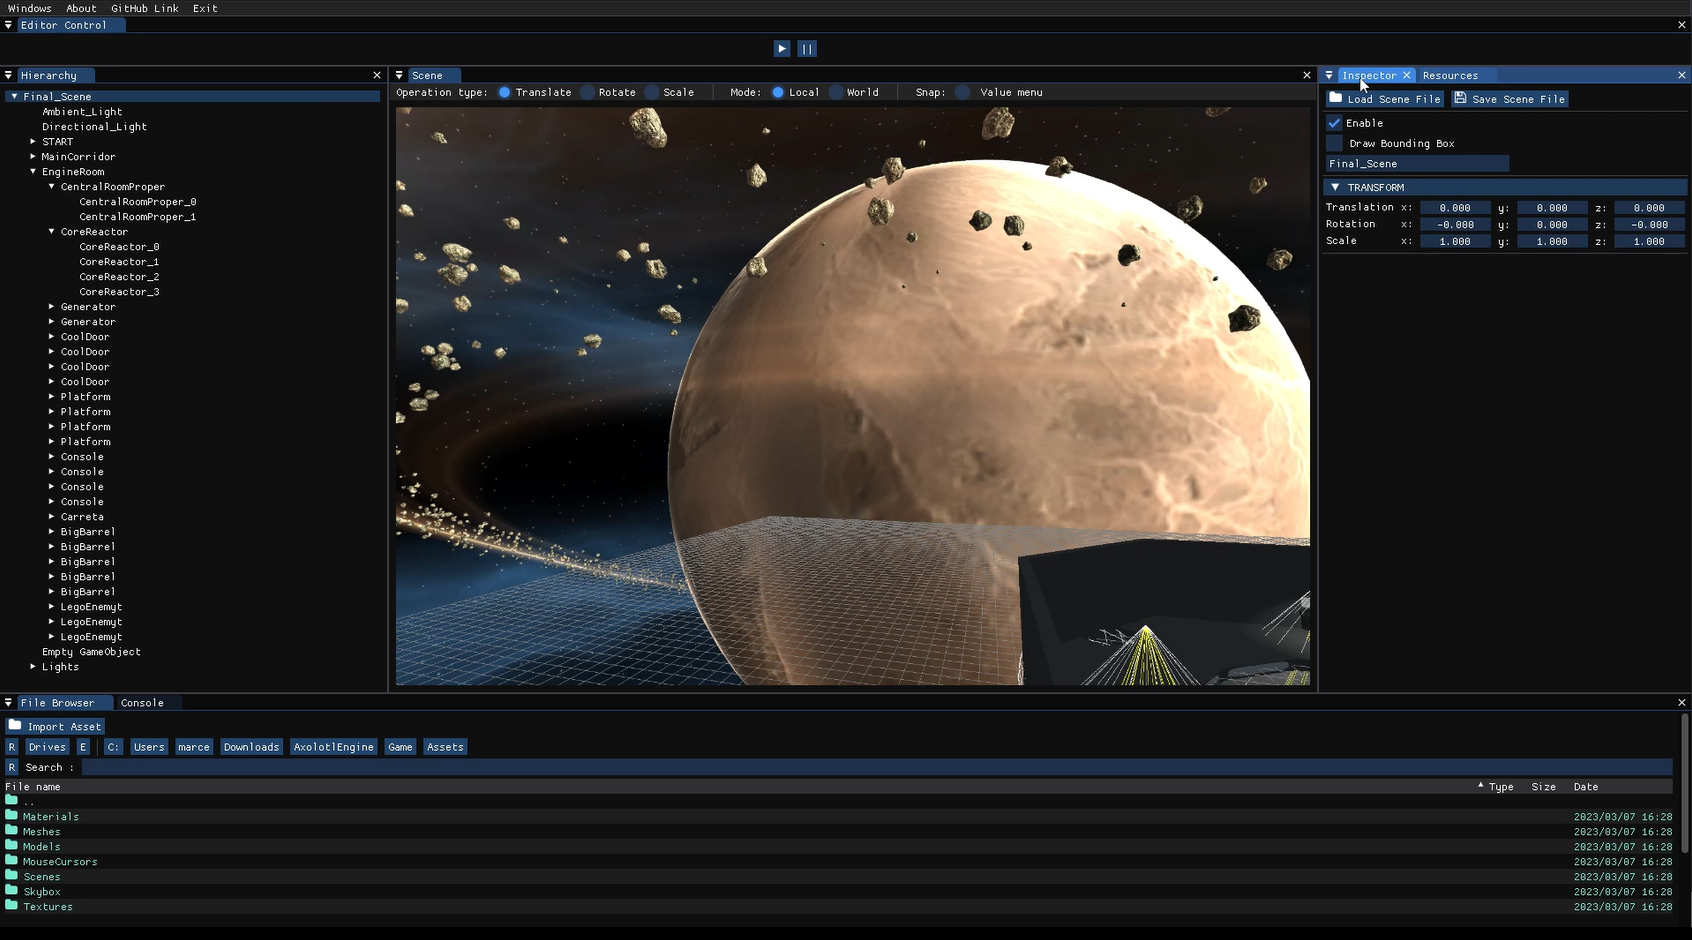 Windows About GitHub Link Exit
Editor Control
Hierarchy
Final_Scene
Ambient_Light
Directional_Light
START
MainCorridor
EngineRoom
CentralRoomProper
CentralRoomProper_0
CentralRoomProper_1
CoreReactor
CoreReactor_0
CoreReactor_1
CoreReactor_2
CoreReactor_3
Generator
Generator
CoolDoor
CoolDoor
CoolDoor
CoolDoor
Platform
Platform
Platform
Platform
Console
Console
Console
Console
Carreta
BigBarrel
BigBarrel
BigBarrel
BigBarrel
BigBarrel
LegoEnemyt
LegoEnemyt
LegoEnemyt
Empty GameObject
Lights
Scene
Operation type: Translate Rotate Scale Mode: Local World Snap: Value menu
Inspector Resources
Load Scene File Save Scene File
Enable
Draw Bounding Box
Final_Scene
TRANSFORM
Translation x: 0.000 y: 0.000 z: 0.000
Rotation x: -0.000 y: 0.000 z: -0.000
Scale x: 1.000 y: 1.000 z: 1.000
File Browser Console
Import Asset
R Drives E C: Users marce Downloads AxolotlEngine Game Assets
R Search :
File name Type Size Date
..
Materials 2023/03/07 16:28
Meshes 2023/03/07 16:28
Models 2023/03/07 16:28
MouseCursors 2023/03/07 16:28
Scenes 2023/03/07 16:28
Skybox 2023/03/07 16:28
Textures 2023/03/07 16:28